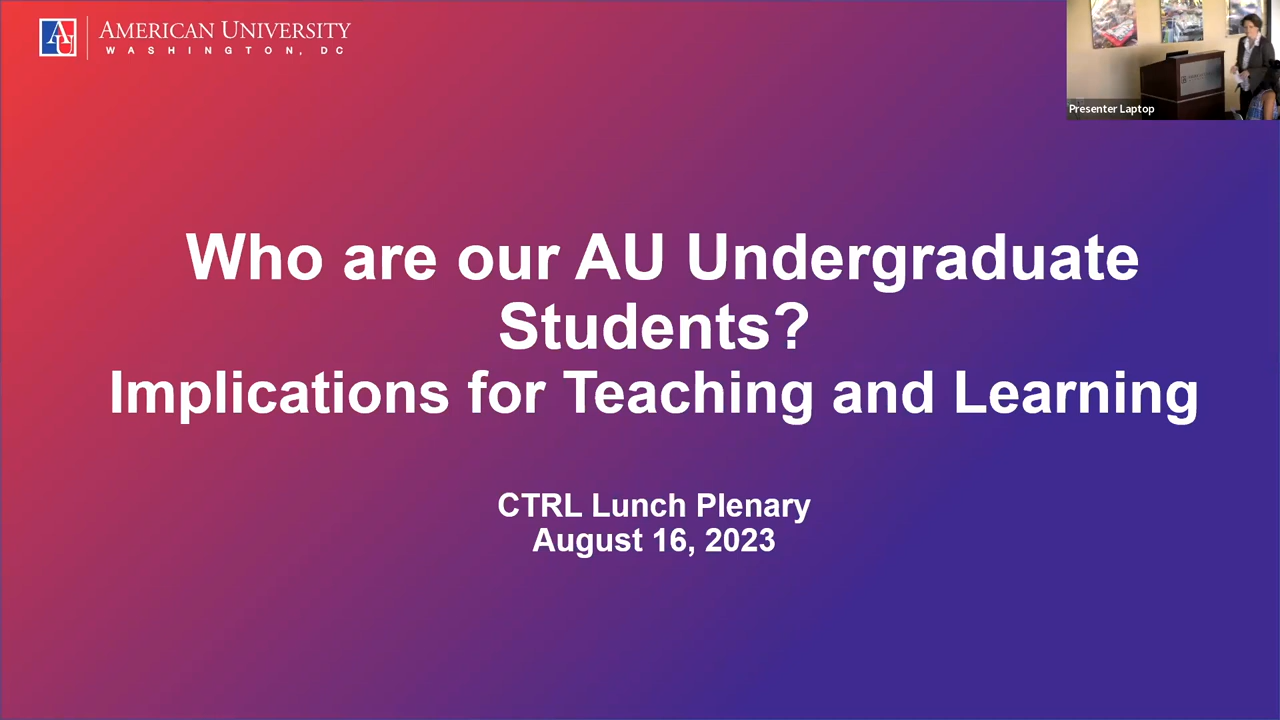 AU
AMERICAN UNIVERSITY
WASHINGTON, DC
Presenter Laptop
Who are our AU Undergraduate
Students?
Implications for Teaching and Learning
CTRL Lunch Plenary
August 16, 2023